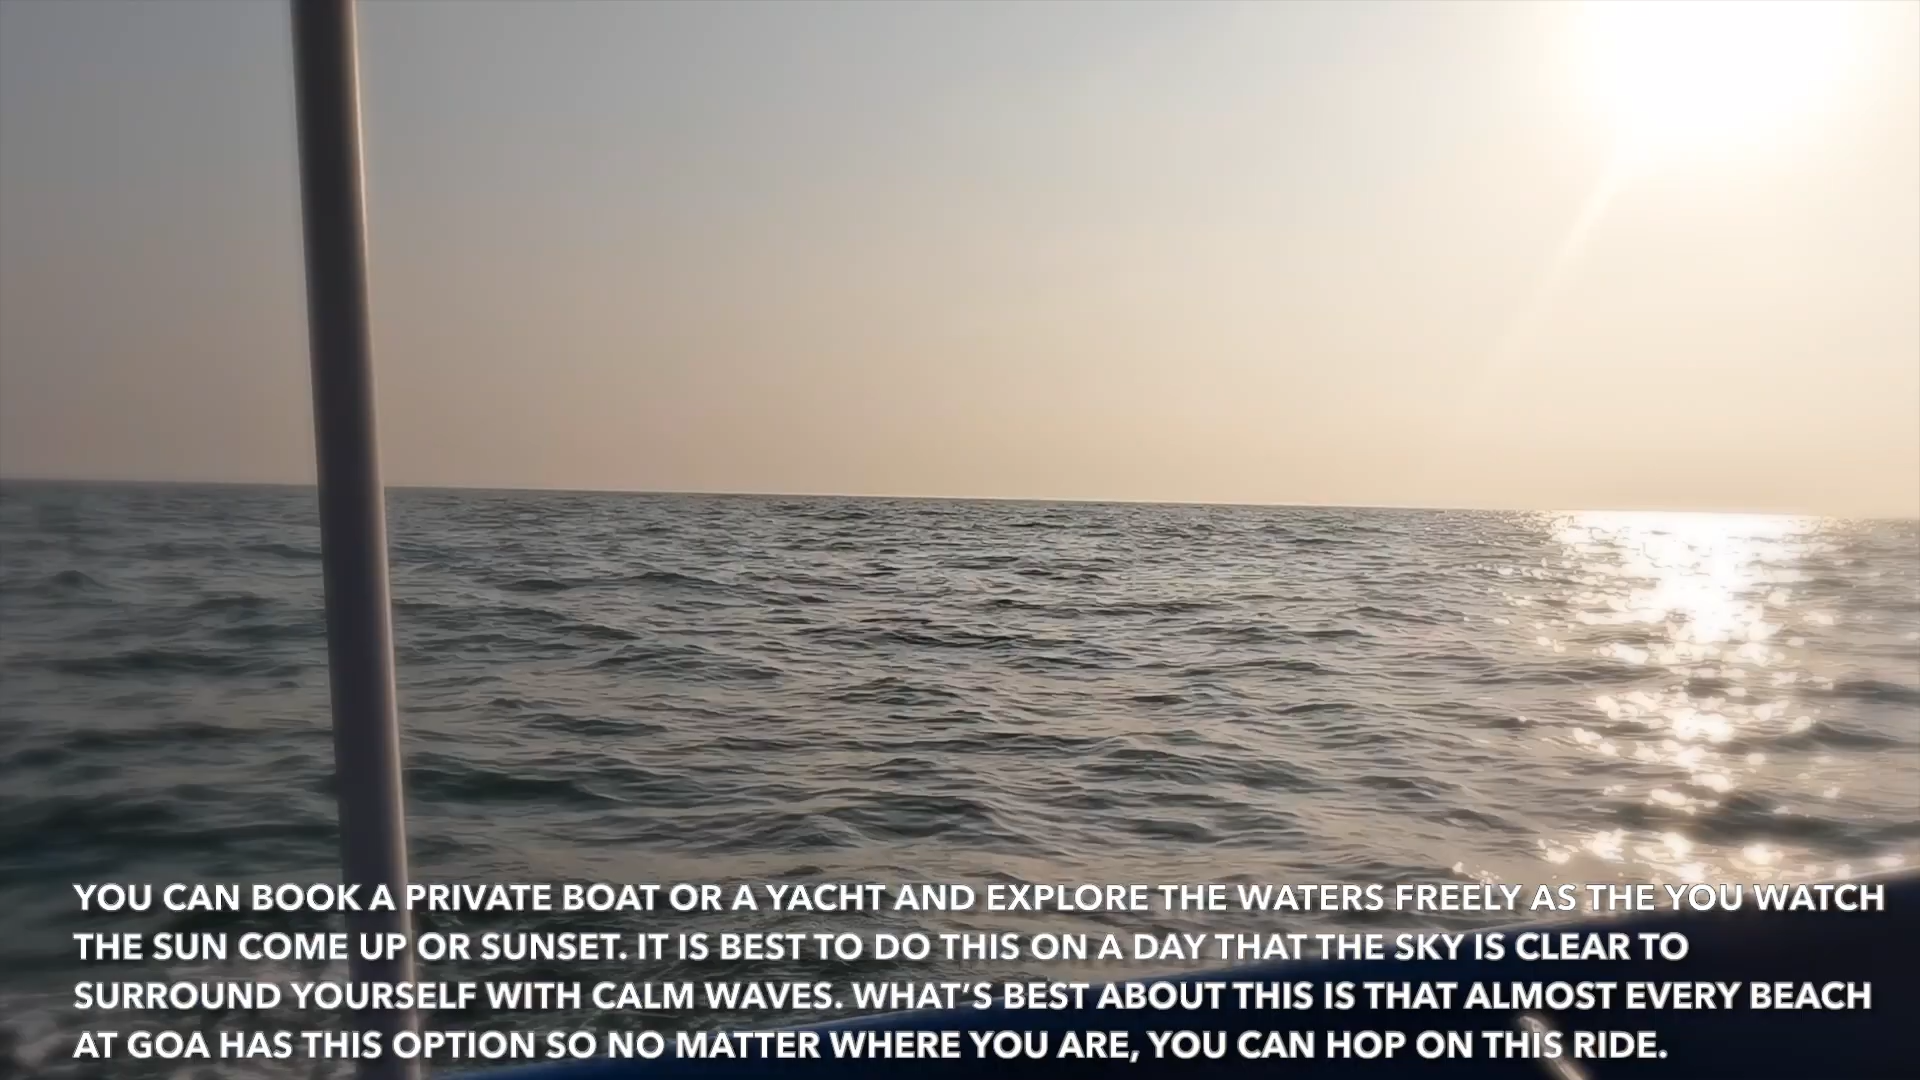 YOU CAN BOOK A PRIVATE BOAT OR A YACHT AND EXPLORE THE WATERS FREELY AS THE YOU WATCH
THE SUN COME UP OR SUNSET. IT IS BEST TO DO THIS ON A DAY THAT THE SKY IS CLEAR TO
SURROUND YOURSELF WITH CALM WAVES. WHAT'S BEST ABOUT THIS IS THAT ALMOST EVERY BEACH
AT GOA HAS THIS OPTION SO NO MATTER WHERE YOU ARE, YOU CAN HOP ON THIS RIDE.